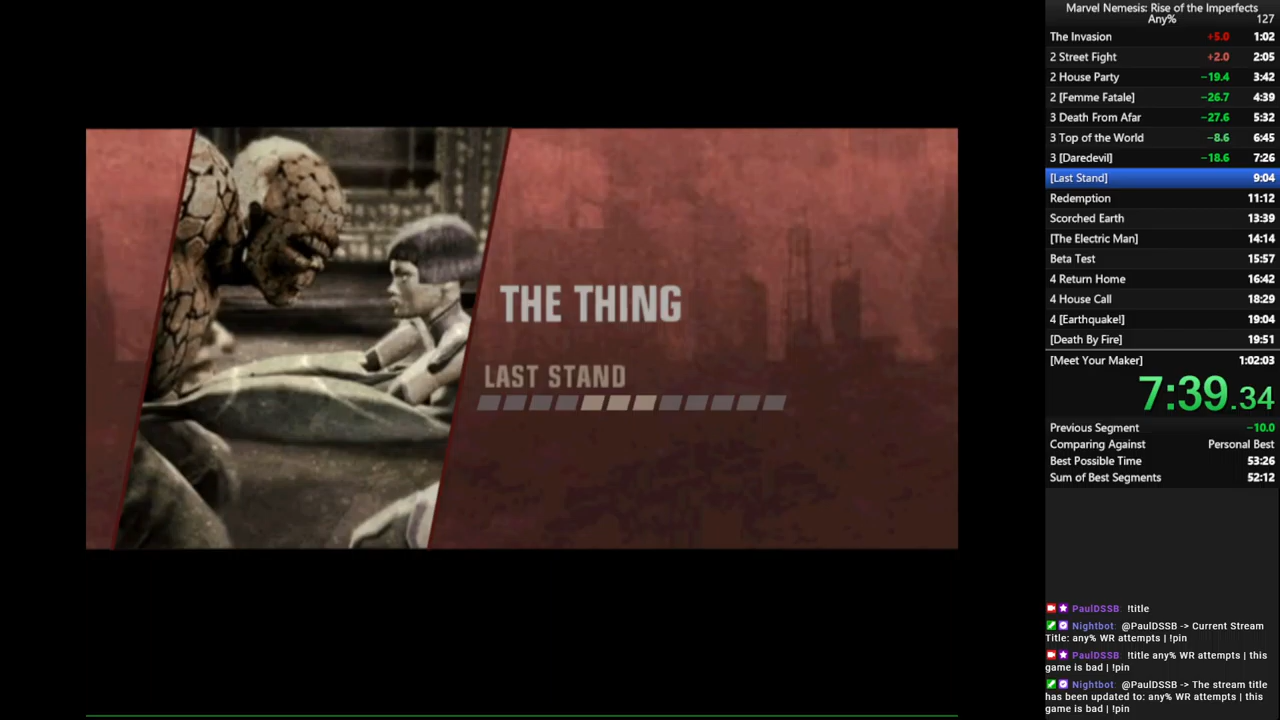 THE THING
LAST STAND
Marvel Nemesis: Rise of the Imperfects
Any% 127
The Invasion +5.0 1:02
2 Street Fight +2.0 2:05
2 House Party −19.4 3:42
2 [Femme Fatale] −26.7 4:39
3 Death From Afar −27.6 5:32
3 Top of the World −8.6 6:45
3 [Daredevil] −18.6 7:26
[Last Stand] 9:04
Redemption 11:12
Scorched Earth 13:39
[The Electric Man] 14:14
Beta Test 15:57
4 Return Home 16:42
4 House Call 18:29
4 [Earthquake!] 19:04
[Death By Fire] 19:51
[Meet Your Maker] 1:02:03
7:39.34
Previous Segment −10.0
Comparing Against Personal Best
Best Possible Time 53:26
Sum of Best Segments 52:12
PaulDSSB: !title
Nightbot: @PaulDSSB -> Current Stream
Title: any% WR attempts | !pin
PaulDSSB: !title any% WR attempts | this
game is bad | !pin
Nightbot: @PaulDSSB -> The stream title
has been updated to: any% WR attempts | this
game is bad | !pin